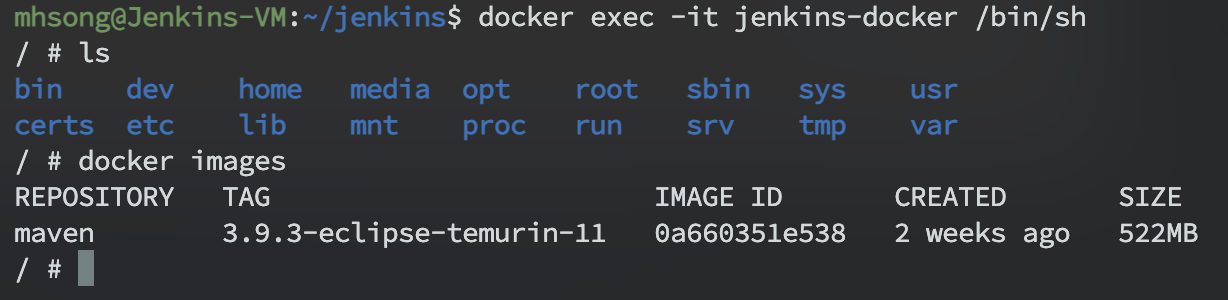 mhsong@Jenkins-VM:~/jenkins$ docker exec -it jenkins-docker /bin/sh
/ # ls
bin dev home media opt root sbin sys usr
certs etc lib mnt proc run srv tmp var
/ # docker images
REPOSITORY TAG IMAGE ID CREATED SIZE
maven 3.9.3-eclipse-temurin-11 0a660351e538 2 weeks ago 522MB
/ #